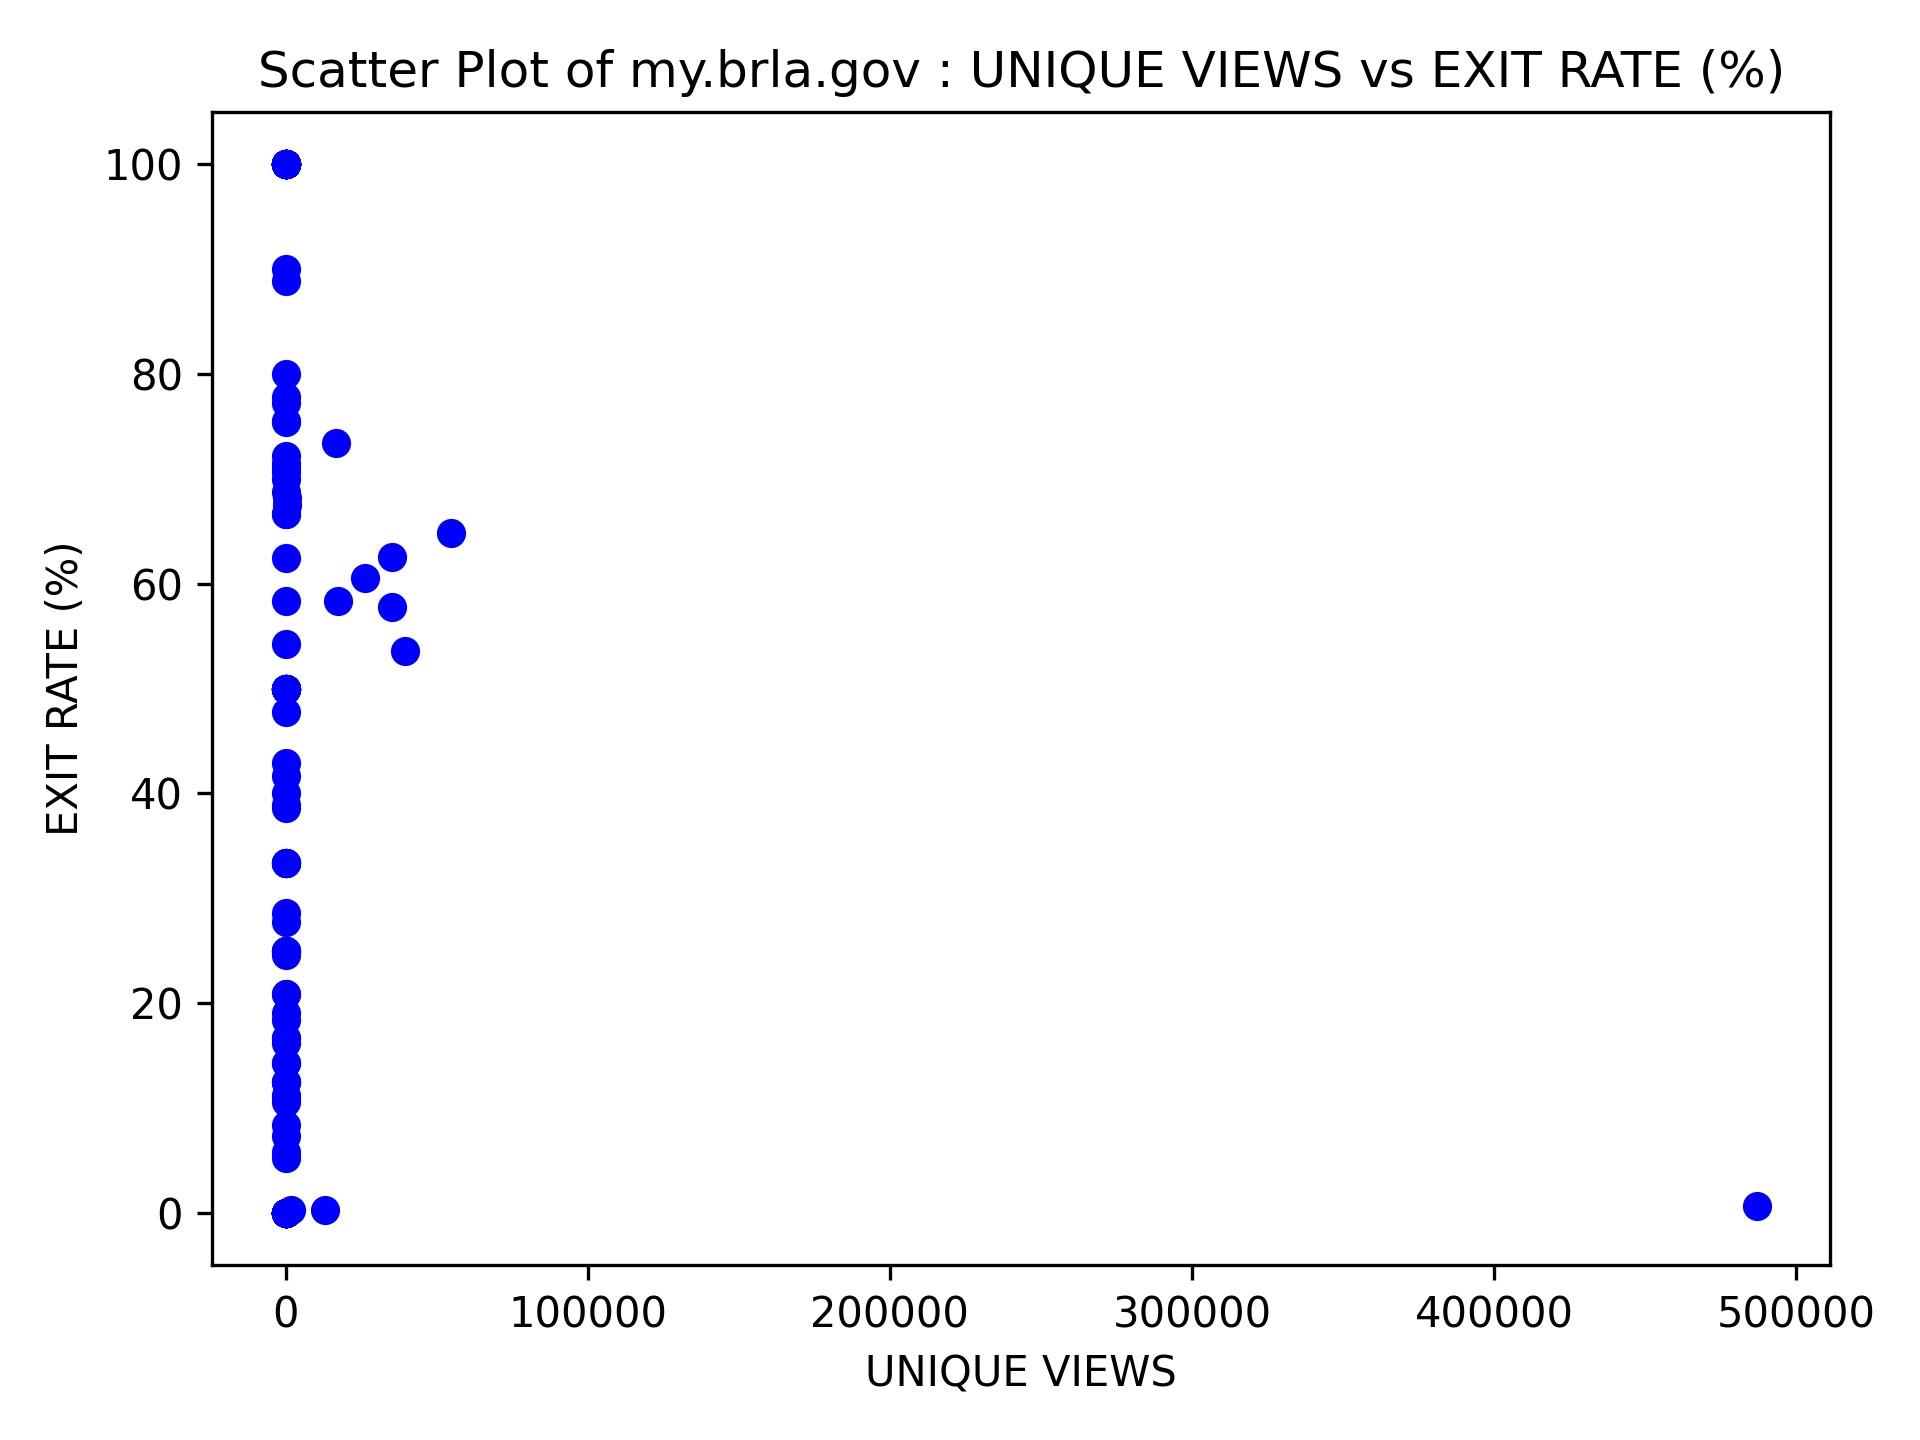 Scatter Plot of my.brla.gov : UNIQUE VIEWS vs EXIT RATE (%)
EXIT RATE (%)
100
80
60
40
20
0
0 100000 200000 300000 400000 500000
UNIQUE VIEWS